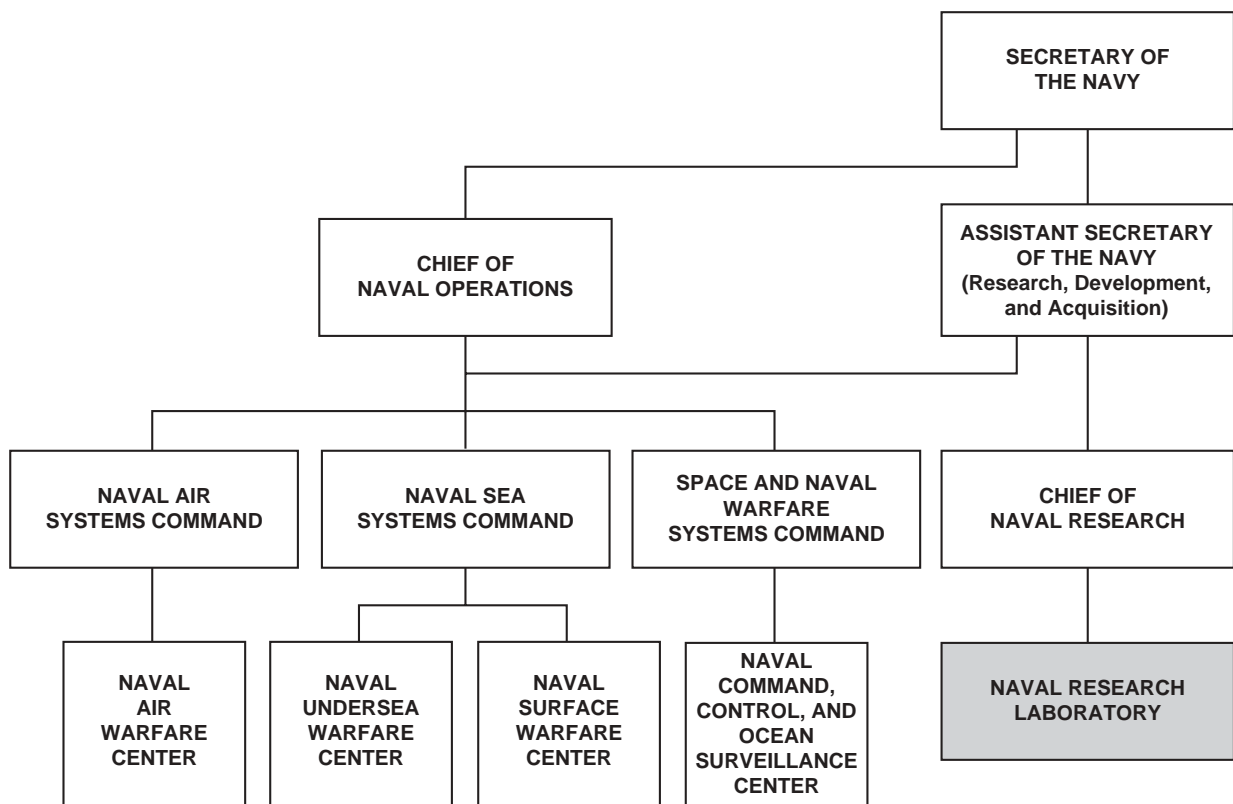 SECRETARY OF
THE NAVY
CHIEF OF
NAVAL OPERATIONS
ASSISTANT SECRETARY
OF THE NAVY
(Research, Development,
and Acquisition)
NAVAL AIR
SYSTEMS COMMAND
NAVAL SEA
SYSTEMS COMMAND
SPACE AND NAVAL
WARFARE
SYSTEMS COMMAND
CHIEF OF
NAVAL RESEARCH
NAVAL
AIR
WARFARE
CENTER
NAVAL
UNDERSEA
WARFARE
CENTER
NAVAL
SURFACE
WARFARE
CENTER
NAVAL
COMMAND,
CONTROL, AND
OCEAN
SURVEILLANCE
CENTER
NAVAL RESEARCH
LABORATORY